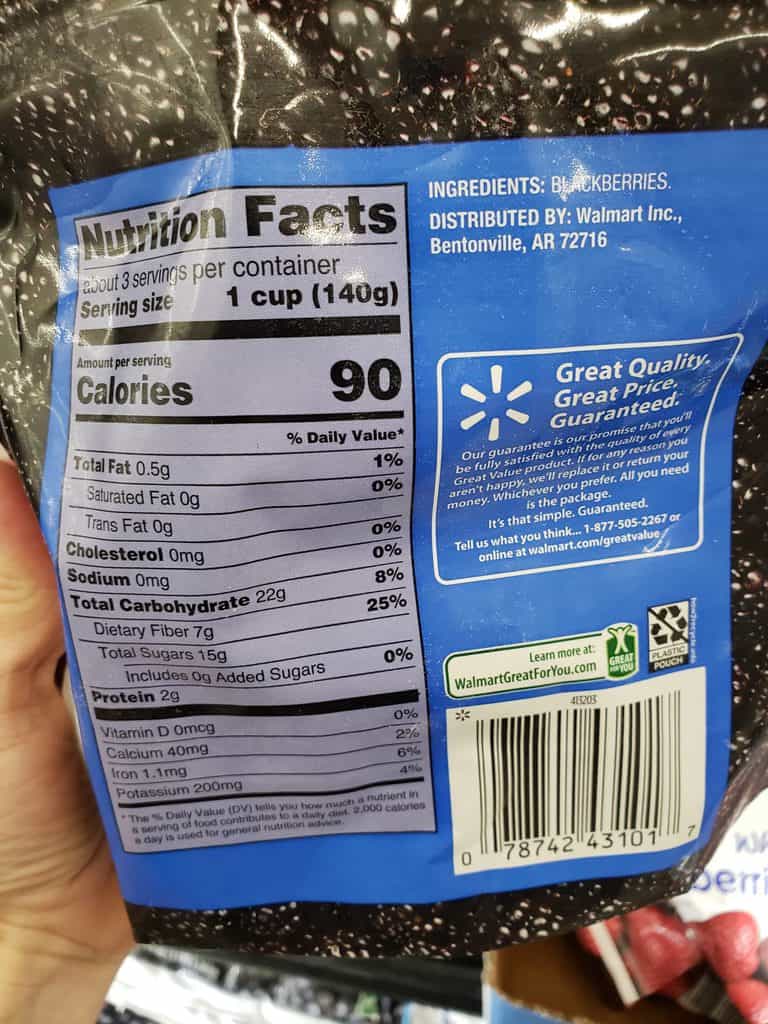 Nutrition Facts
about 3 servings per container
Serving size 1 cup (140g)
Amount per serving
Calories 90
% Daily Value*
Total Fat 0.5g 1%
Saturated Fat 0g 0%
Trans Fat 0g
Cholesterol 0mg 0%
Sodium 0mg 0%
Total Carbohydrate 22g 8%
Dietary Fiber 7g 25%
Total Sugars 15g
Includes 0g Added Sugars 0%
Protein 2g
Vitamin D 0mcg 0%
Calcium 40mg 2%
Iron 1.1mg 6%
Potassium 200mg 4%
* The % Daily Value (DV) tells you how much a nutrient in
a serving of food contributes to a daily diet. 2,000 calories
a day is used for general nutrition advice.
INGREDIENTS: BLACKBERRIES.
DISTRIBUTED BY: Walmart Inc.,
Bentonville, AR 72716
Great Quality.
Great Price.
Guaranteed.
Our guarantee is our promise that you'll
be fully satisfied with the quality of every
Great Value product. If for any reason you
aren't happy, we'll replace it or return your
money. Whichever you prefer. All you need
is the package.
It's that simple. Guaranteed.
Tell us what you think... 1-877-505-2267 or
online at walmart.com/greatvalue
Learn more at:
WalmartGreatForYou.com
GREAT
FOR YOU
PLASTIC
POUCH
how2recycle.info
413203
0 78742 43101 7
berri